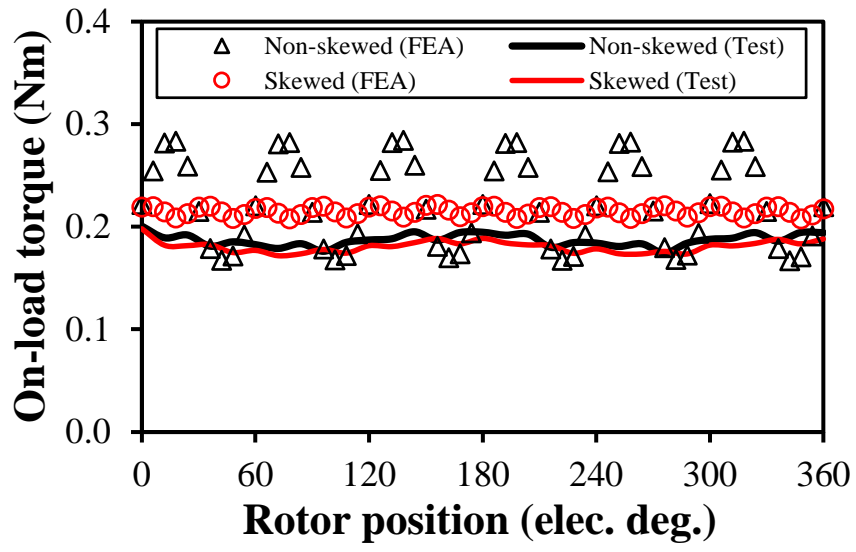 On-load torque (Nm)
0.4
0.3
0.2
0.1
0.0
Non-skewed (FEA) Non-skewed (Test)
Skewed (FEA) Skewed (Test)
0 60 120 180 240 300 360
Rotor position (elec. deg.)